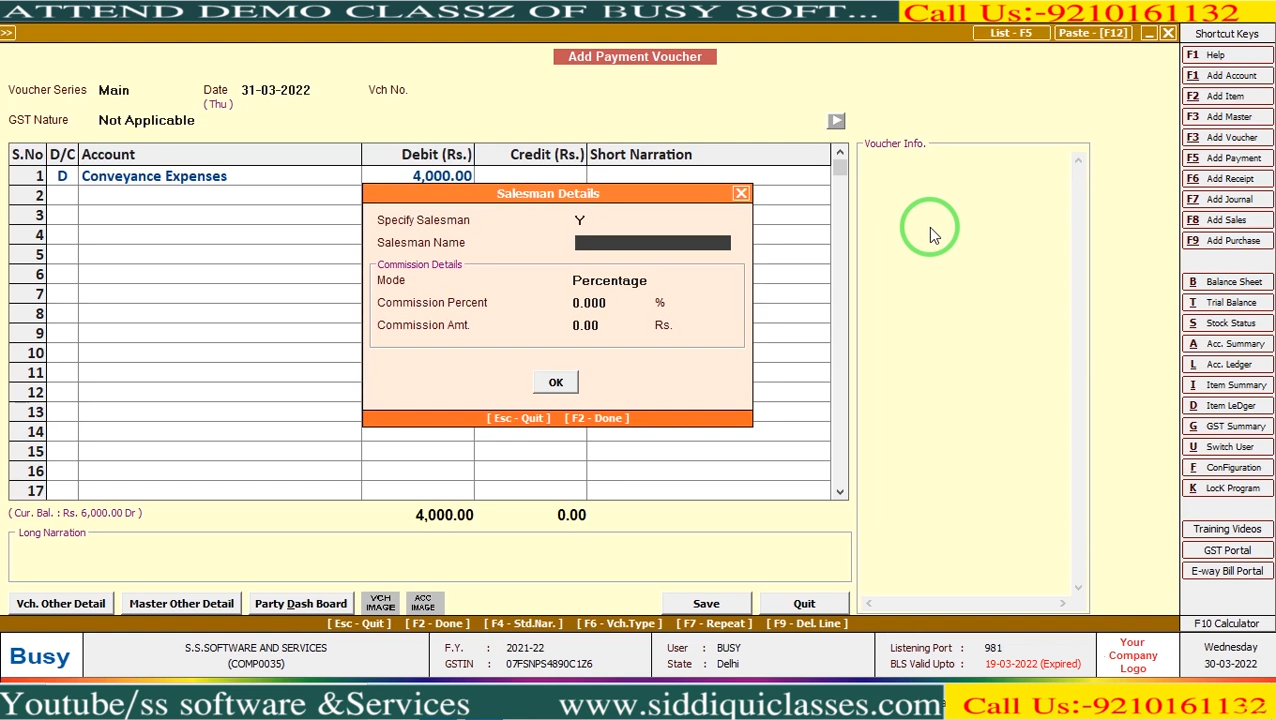 ATTEND DEMO CLASSZ OF BUSY SOFT...
Call Us:-9210161132
>>
List - F5
Paste - [F12]
Shortcut Keys
Add Payment Voucher
Voucher Series Main Date 31-03-2022 Vch No.
( Thu )
GST Nature Not Applicable
S.No D/C Account Debit (Rs.) Credit (Rs.) Short Narration
1 D Conveyance Expenses 4,000.00
2
3
4
5
6
7
8
9
10
11
12
13
14
15
16
17
Voucher Info.
Salesman Details
Specify Salesman Y
Salesman Name
Commission Details
Mode Percentage
Commission Percent 0.000 %
Commission Amt. 0.00 Rs.
OK
[ Esc - Quit ] [ F2 - Done ]
( Cur. Bal. : Rs. 6,000.00 Dr ) 4,000.00 0.00
Long Narration
Vch. Other Detail
Master Other Detail
Party Dash Board
VCH IMAGE
ACC IMAGE
Save
Quit
[ Esc - Quit ] [ F2 - Done ] [ F4 - Std.Nar. ] [ F6 - Vch.Type ] [ F7 - Repeat ] [ F9 - Del. Line ]
F1 Help
F1 Add Account
F2 Add Item
F3 Add Master
F3 Add Voucher
F5 Add Payment
F6 Add Receipt
F7 Add Journal
F8 Add Sales
F9 Add Purchase
B Balance Sheet
T Trial Balance
S Stock Status
A Acc. Summary
L Acc. Ledger
I Item Summary
D Item LeDger
G GST Summary
U Switch User
F ConFiguration
K LocK Program
Training Videos
GST Portal
E-way Bill Portal
F10 Calculator
Busy
S.S.SOFTWARE AND SERVICES
(COMP0035)
F.Y. : 2021-22
GSTIN : 07FSNPS4890C1Z6
User : BUSY
State : Delhi
Listening Port : 981
BLS Valid Upto : 19-03-2022 (Expired)
Your
Company
Logo
Wednesday
30-03-2022
Youtube/ss software &Services
www.siddiquiclasses.com
Call Us:-9210161132